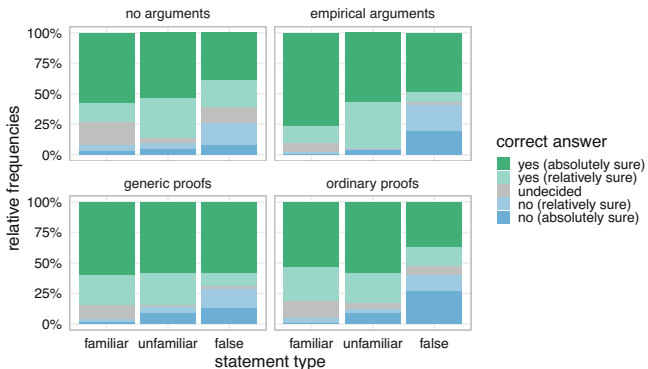 no arguments empirical arguments
100%
75%
50%
25%
0%
generic proofs ordinary proofs
100%
75%
50%
25%
0%
familiar unfamiliar false familiar unfamiliar false
statement type
relative frequencies
correct answer
yes (absolutely sure)
yes (relatively sure)
undecided
no (relatively sure)
no (absolutely sure)